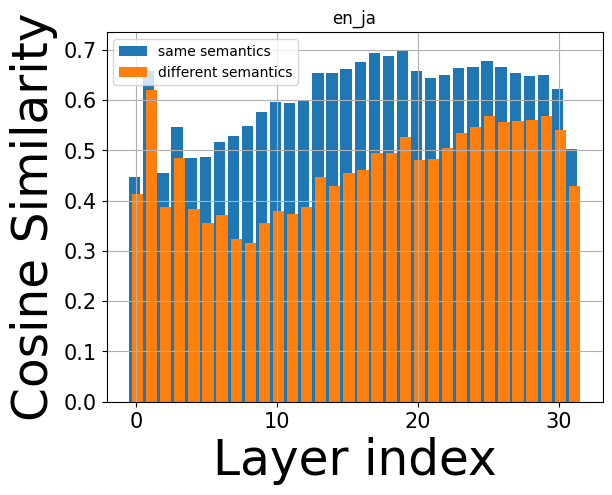 en_ja
same semantics
different semantics
Cosine Similarity
0.7
0.6
0.5
0.4
0.3
0.2
0.1
0.0
0 10 20 30
Layer index